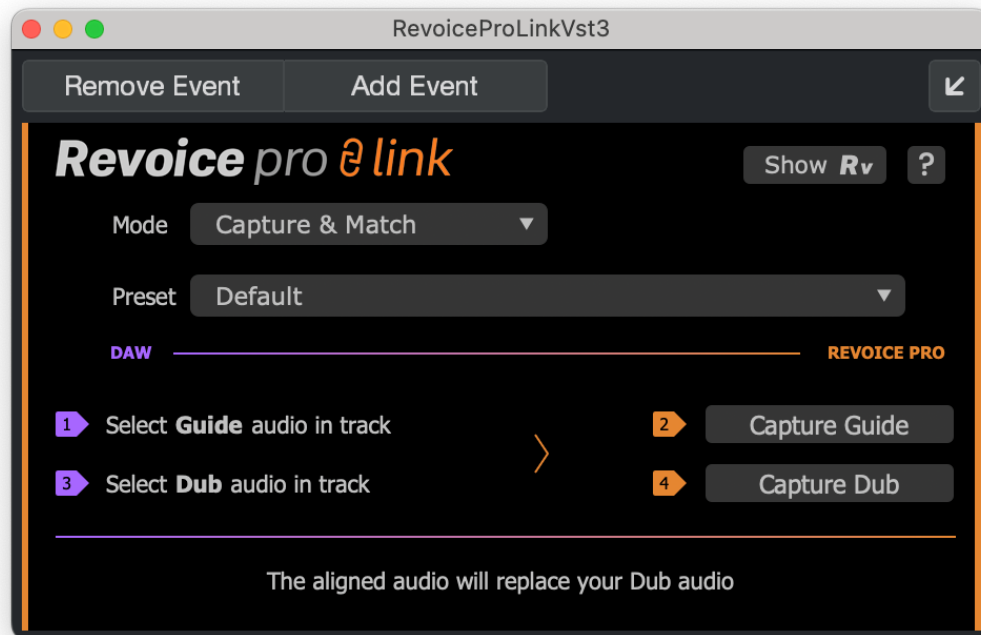 RevoiceProLinkVst3
Remove Event Add Event
Revoice pro link
Show Rv ?
Mode Capture & Match
Preset Default
DAW REVOICE PRO
1 Select Guide audio in track 2 Capture Guide
3 Select Dub audio in track 4 Capture Dub
The aligned audio will replace your Dub audio